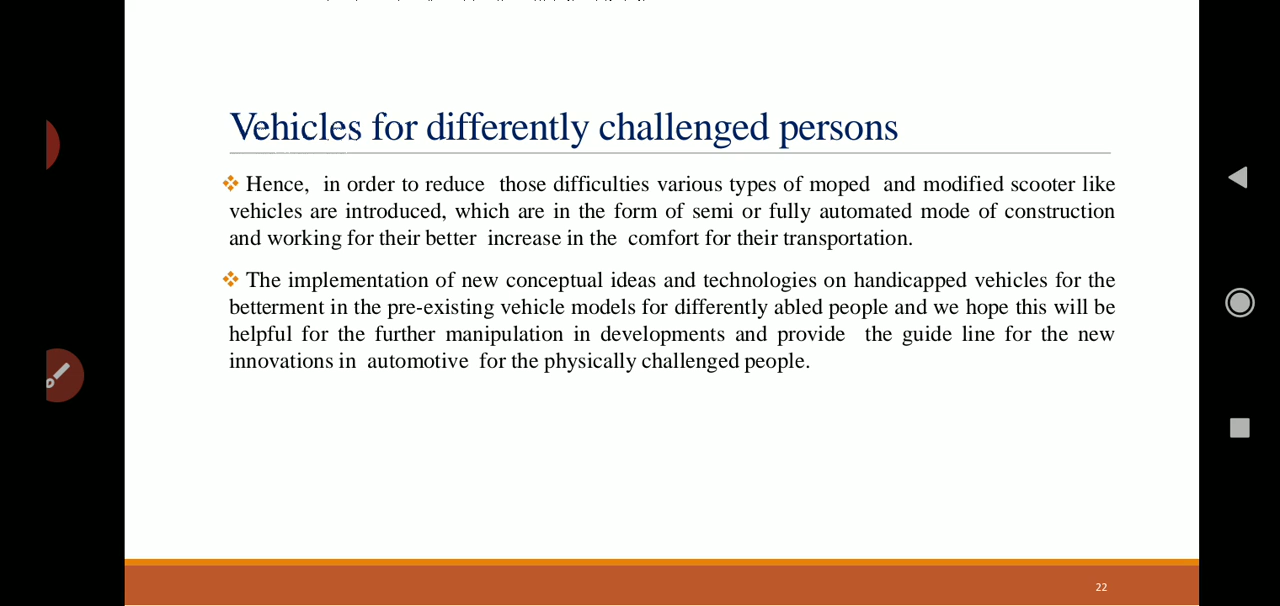 Vehicles for differently challenged persons
Hence, in order to reduce those difficulties various types of moped and modified scooter like
vehicles are introduced, which are in the form of semi or fully automated mode of construction
and working for their better increase in the comfort for their transportation.
The implementation of new conceptual ideas and technologies on handicapped vehicles for the
betterment in the pre-existing vehicle models for differently abled people and we hope this will be
helpful for the further manipulation in developments and provide the guide line for the new
innovations in automotive for the physically challenged people.
22